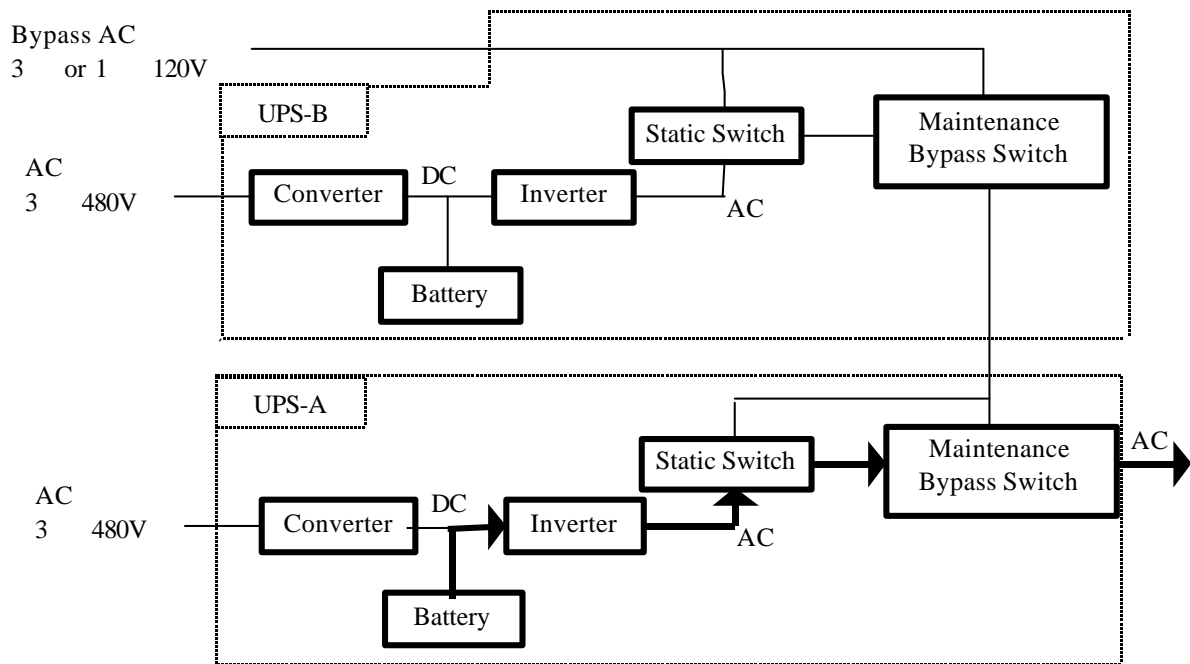 Bypass AC
3 or 1 120V
UPS-B
Static Switch
Maintenance
Bypass Switch
AC
3 480V
Converter
DC
Inverter
AC
Battery
UPS-A
Static Switch
Maintenance
Bypass Switch
AC
AC
3 480V
Converter
DC
Inverter
AC
Battery